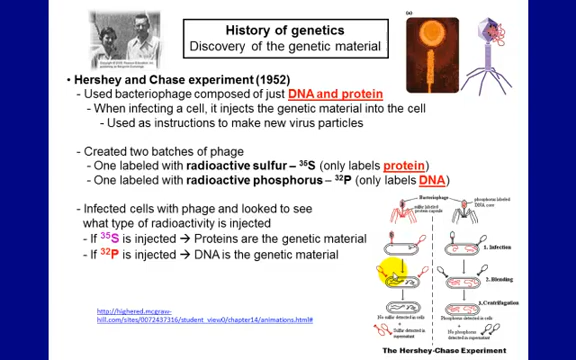 History of genetics
Discovery of the genetic material
(a)
• Hershey and Chase experiment (1952)
- Used bacteriophage composed of just DNA and protein
- When infecting a cell, it injects the genetic material into the cell
- Used as instructions to make new virus particles
- Created two batches of phage
- One labeled with radioactive sulfur – 35S (only labels protein)
- One labeled with radioactive phosphorus – 32P (only labels DNA)
- Infected cells with phage and looked to see
what type of radioactivity is injected
- If 35S is injected → Proteins are the genetic material
- If 32P is injected → DNA is the genetic material
http://highered.mcgraw-
hill.com/sites/0072437316/student_view0/chapter14/animations.html#
Bacteriophage
sulfur labeled
protein capsule
phosphorus labeled
DNA core
1. Infection
2. Blending
3. Centrifugation
No sulfur detected in cells
Phosphorus detected in cells
+ Sulfur detected in
supernatant
+ No phosphorus
detected in supernatant
The Hershey-Chase Experiment